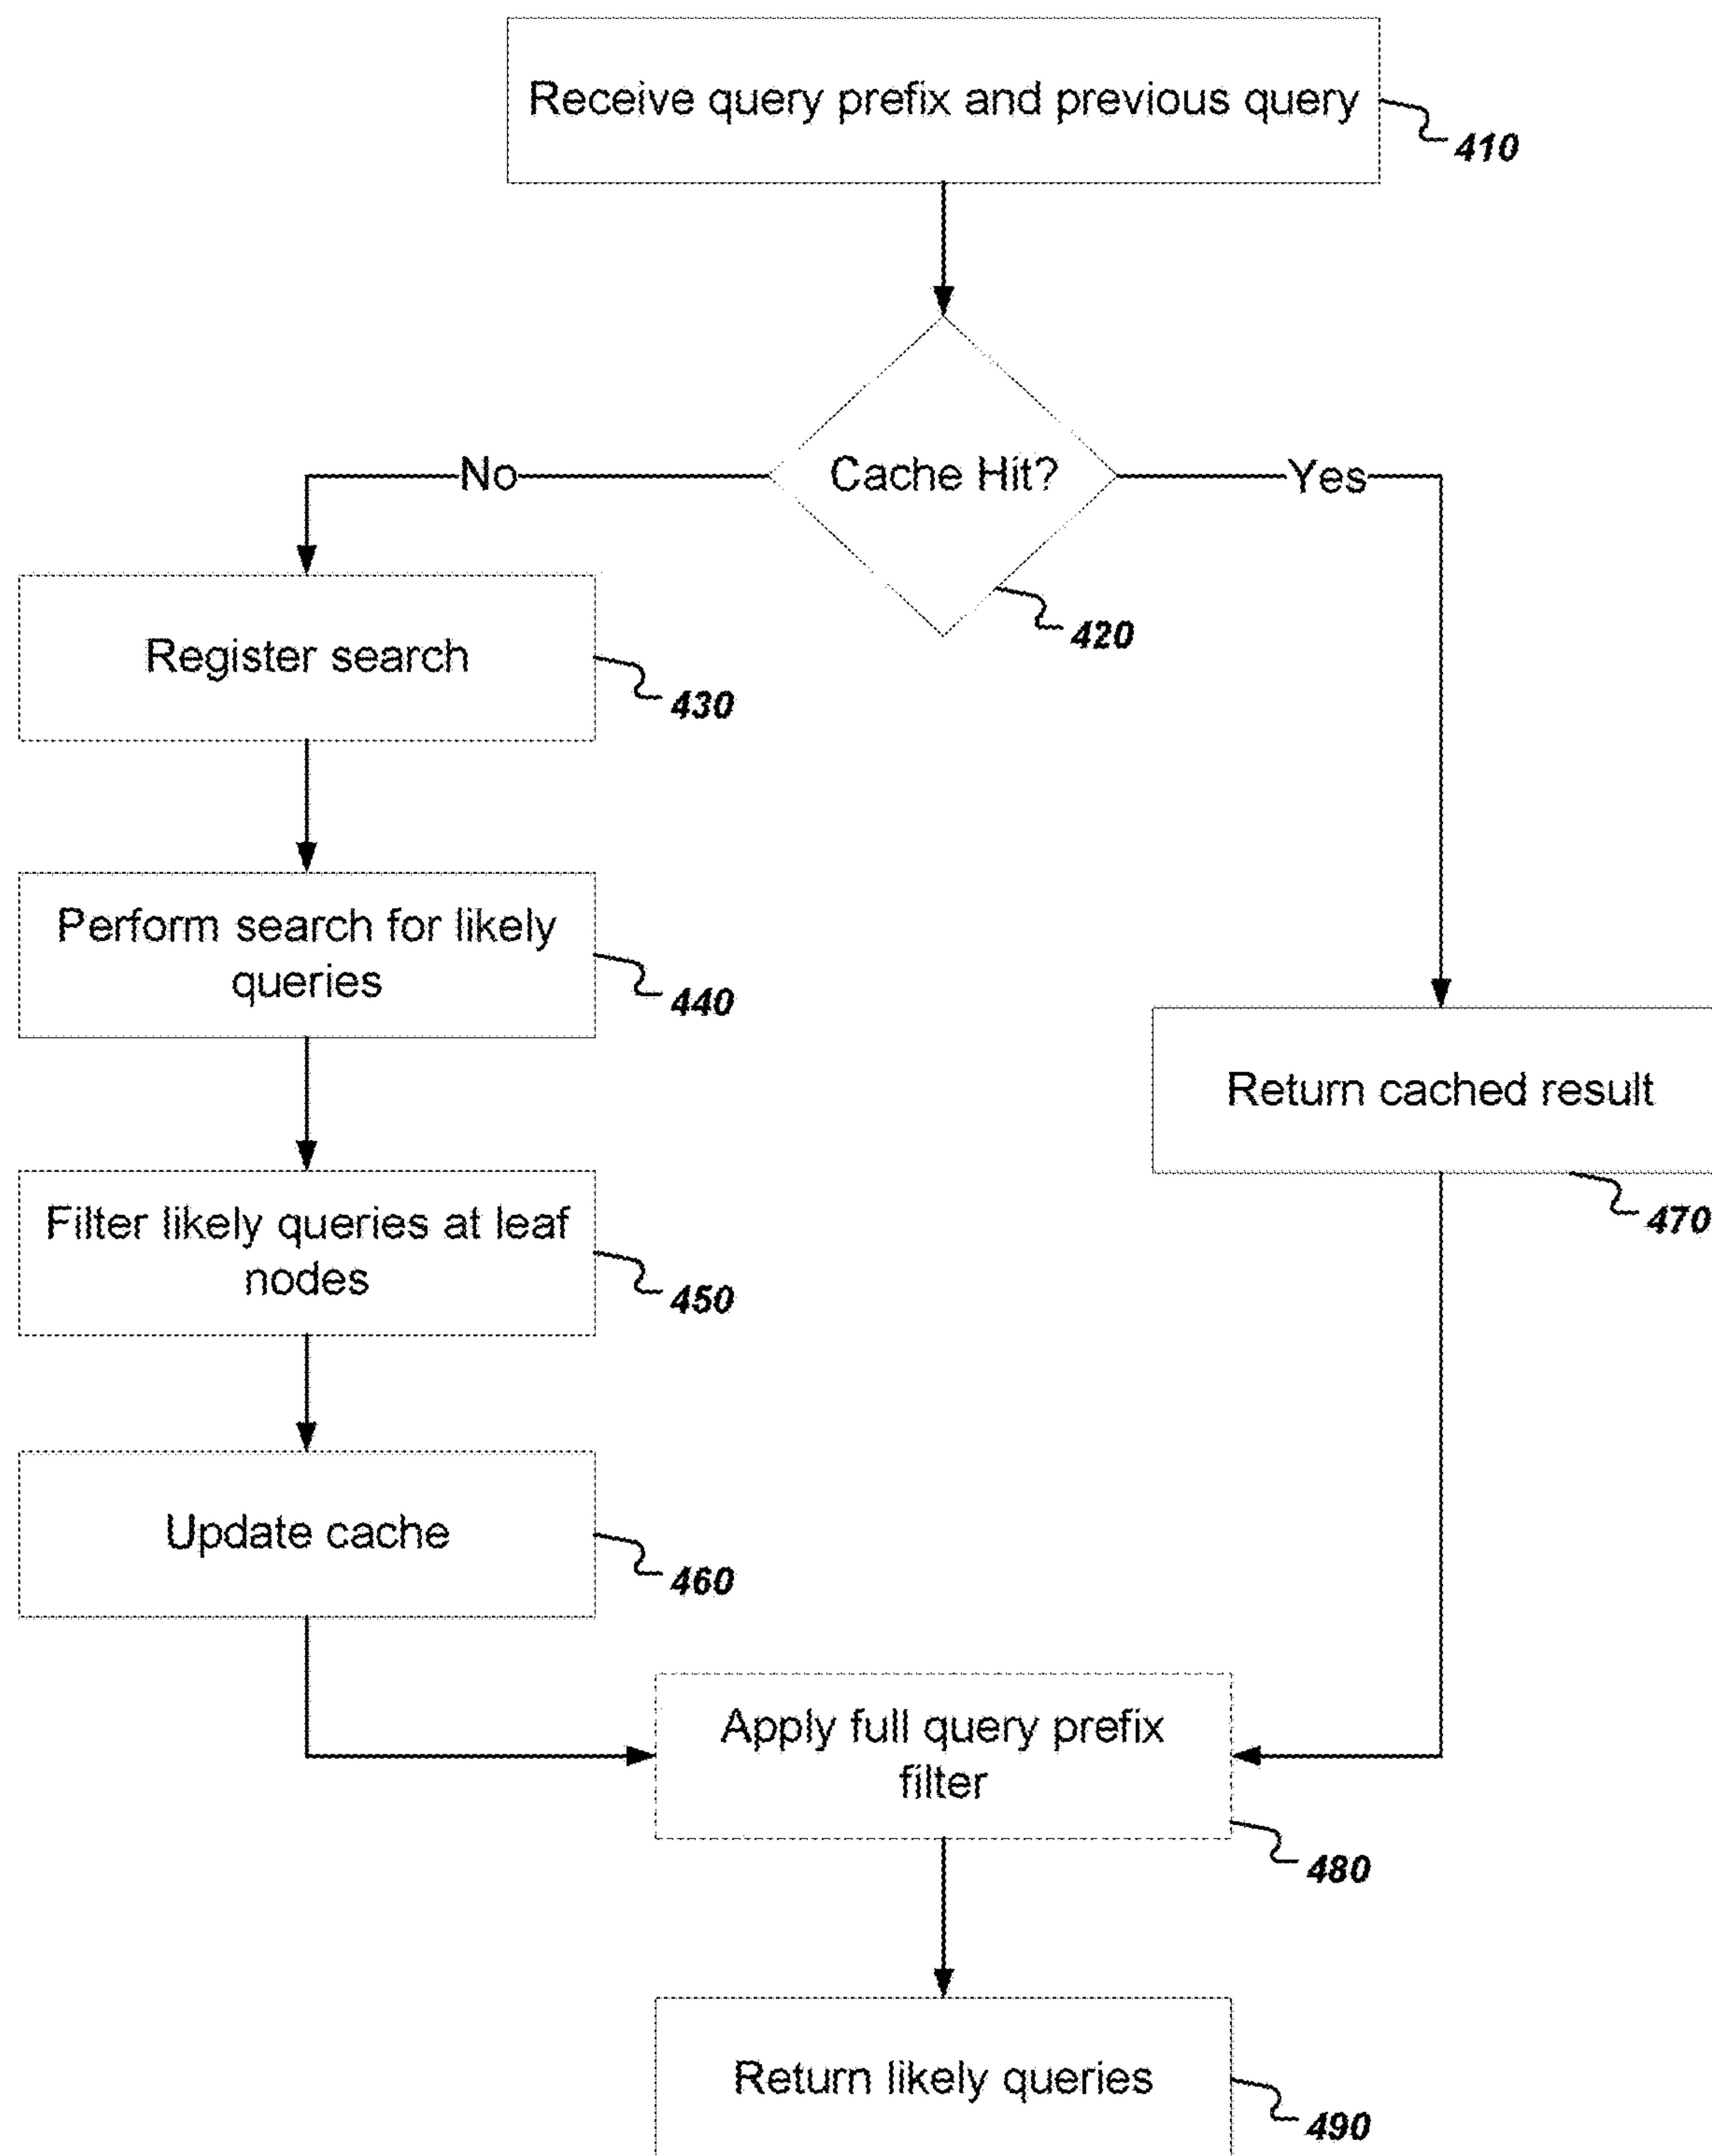 Receive query prefix and previous query
410
Cache Hit?
No
Yes
420
Register search
430
Perform search for likely
queries
440
Return cached result
470
Filter likely queries at leaf
nodes
450
Update cache
460
Apply full query prefix
filter
480
Return likely queries
490